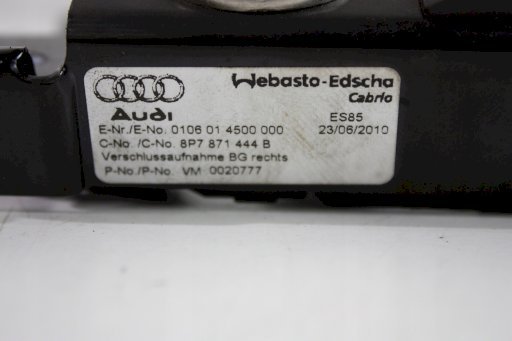 Webasto-Edscha
Cabrio
Audi
ES85
E-Nr./E-No. 0106 01 4500 000
23/06/2010
C-No. /C-No. 8P7 871 444 B
Verschlussaufnahme BG rechts
P-No./P-No. VM 0020777